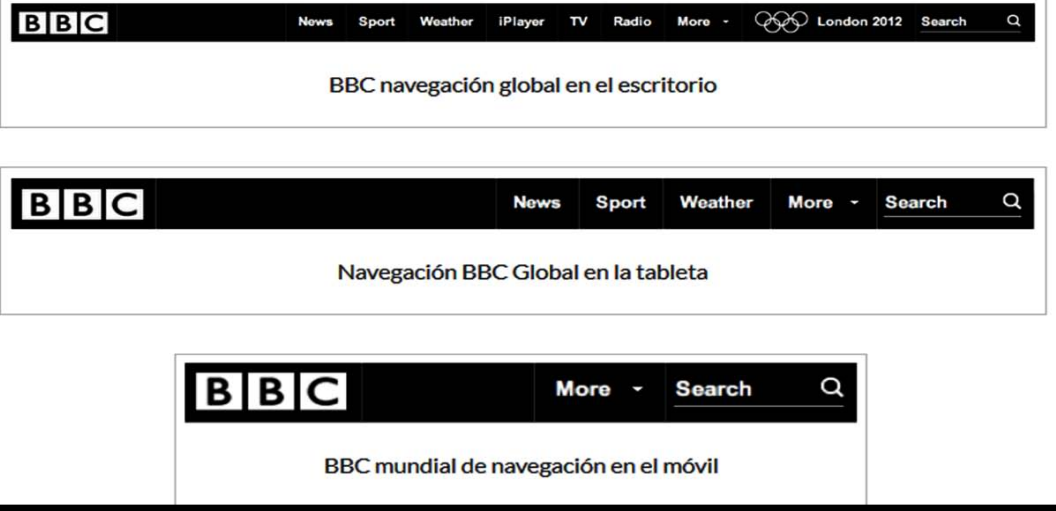 BBC News Sport Weather iPlayer TV Radio More London 2012 Search
BBC navegación global en el escritorio
BBC News Sport Weather More Search
Navegación BBC Global en la tableta
BBC More Search
BBC mundial de navegación en el móvil